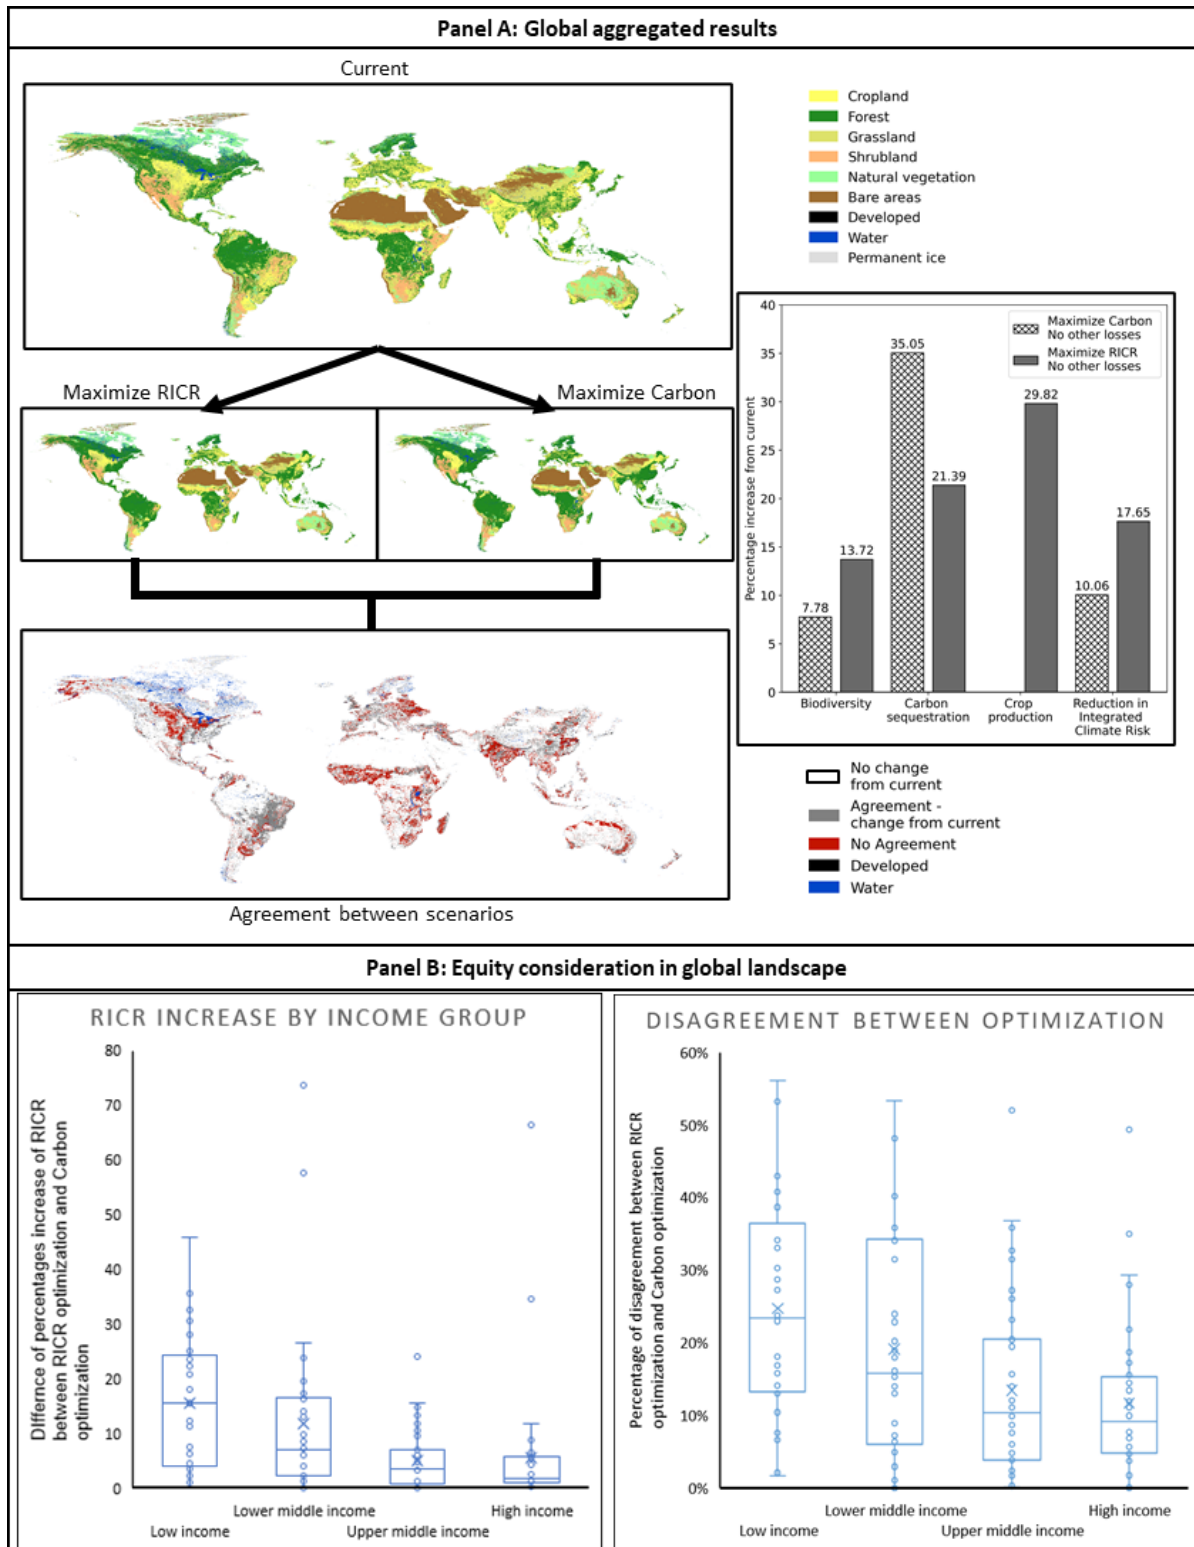 Panel A: Global aggregated results
Current
Cropland
Forest
Grassland
Shrubland
Natural vegetation
Bare areas
Developed
Water
Permanent ice
Maximize RICR
Maximize Carbon
40
35
30
25
20
15
10
5
0
Percentage increase from current
Maximize Carbon
No other losses
Maximize RICR
No other losses
7.78
13.72
35.05
21.39
29.82
10.06
17.65
Biodiversity
Carbon
sequestration
Crop
production
Reduction in
Integrated
Climate Risk
No change
from current
Agreement -
change from current
No Agreement
Developed
Water
Agreement between scenarios
Panel B: Equity consideration in global landscape
RICR INCREASE BY INCOME GROUP
DIffernce of percentages increase of RICR
between RICR optimization and Carbon
optimization
80
70
60
50
40
30
20
10
0
Low income
Lower middle income
Upper middle income
High income
DISAGREEMENT BETWEEN OPTIMIZATION
Percentage of disagreement between RICR
optimization and Carbon optimization
60%
50%
40%
30%
20%
10%
0%
Low income
Lower middle income
Upper middle income
High income